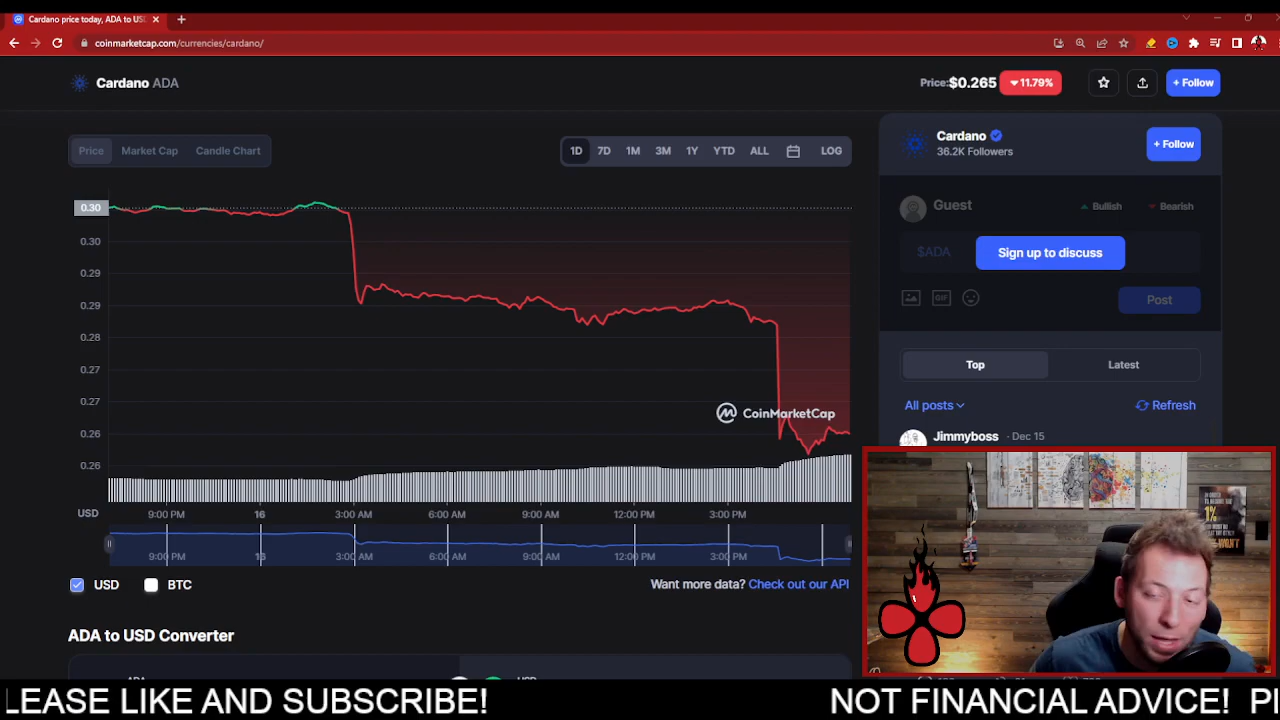 Cardano price today, ADA to US
coinmarketcap.com/currencies/cardano/
Cardano ADA
Price: $0.265 11.79%
+ Follow
Price Market Cap Candle Chart
1D 7D 1M 3M 1Y YTD ALL LOG
Cardano
36.2K Followers
+ Follow
Guest
Bullish Bearish
$ADA
Sign up to discuss
GIF
Post
Top Latest
All posts Refresh
Jimmyboss · Dec 15
0.30
0.30
0.29
0.29
0.28
0.27
0.27
0.26
0.26
CoinMarketCap
USD 9:00 PM 16 3:00 AM 6:00 AM 9:00 AM 12:00 PM 3:00 PM
9:00 PM 16 3:00 AM 6:00 AM 9:00 AM 12:00 PM 3:00 PM
USD BTC
Want more data? Check out our API
ADA to USD Converter
1%
WANT
LEASE LIKE AND SUBSCRIBE! NOT FINANCIAL ADVICE! Pl